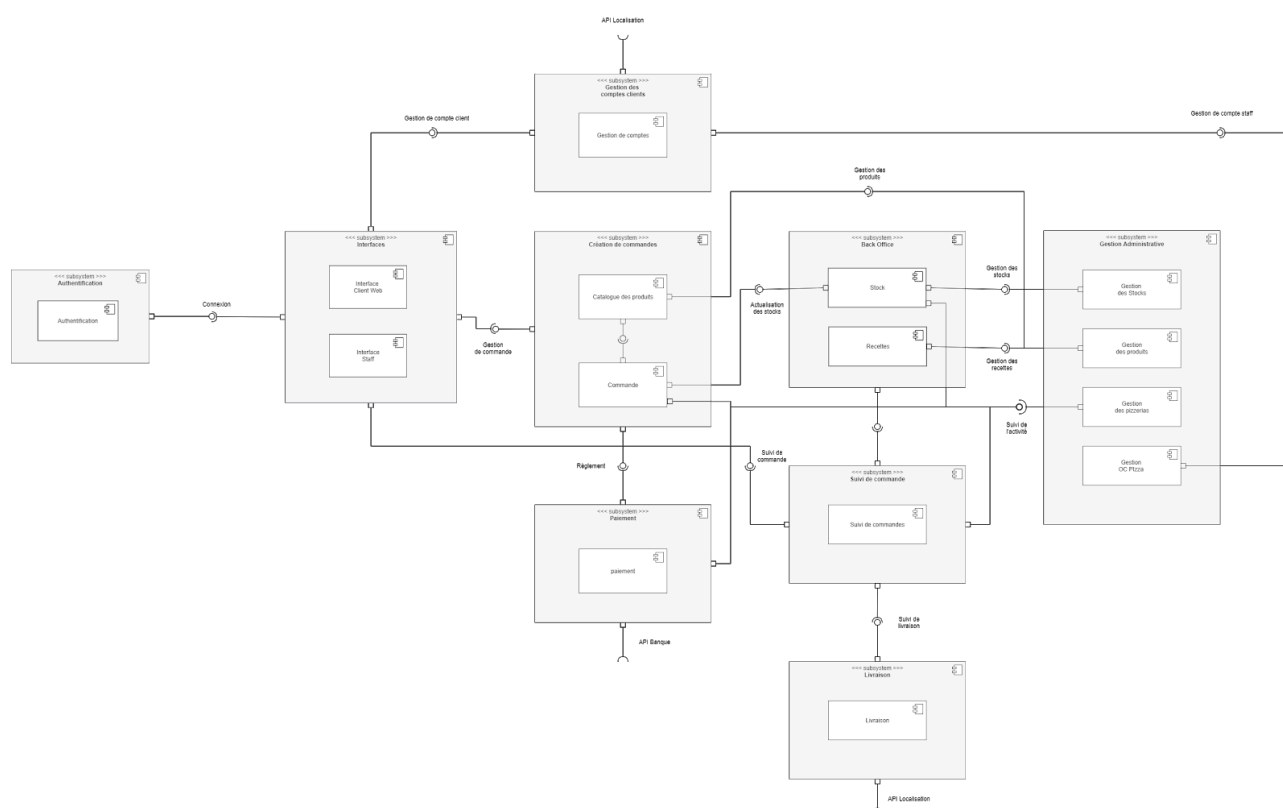 API Localisation
<<< subsystem >>>
Gestion des
comptes clients
Gestion de comptes
Gestion de compte client
Gestion de compte staff
Gestion des
produits
<<< subsystem >>>
Interfaces
Interface
Client Web
Interface
Staff
<<< subsystem >>>
Création de commandes
Catalogue des produits
Commande
<<< subsystem >>>
Back Office
Stock
Recettes
<<< subsystem >>>
Gestion Administrative
Gestion
des Stocks
Gestion
des produits
Gestion
des pizzerias
Gestion
OC Pizza
<<< subsystem >>>
Authentification
Authentification
Connexion
Gestion
de commande
Actualisation
des stocks
Gestion des
stocks
Gestion des
recettes
Suivi de
l'activité
Règlement
Suivi de
commande
<<< subsystem >>>
Suivi de commande
Suivi de commandes
<<< subsystem >>>
Paiement
paiement
API Banque
Suivi de
livraison
<<< subsystem >>>
Livraison
Livraison
API Localisation